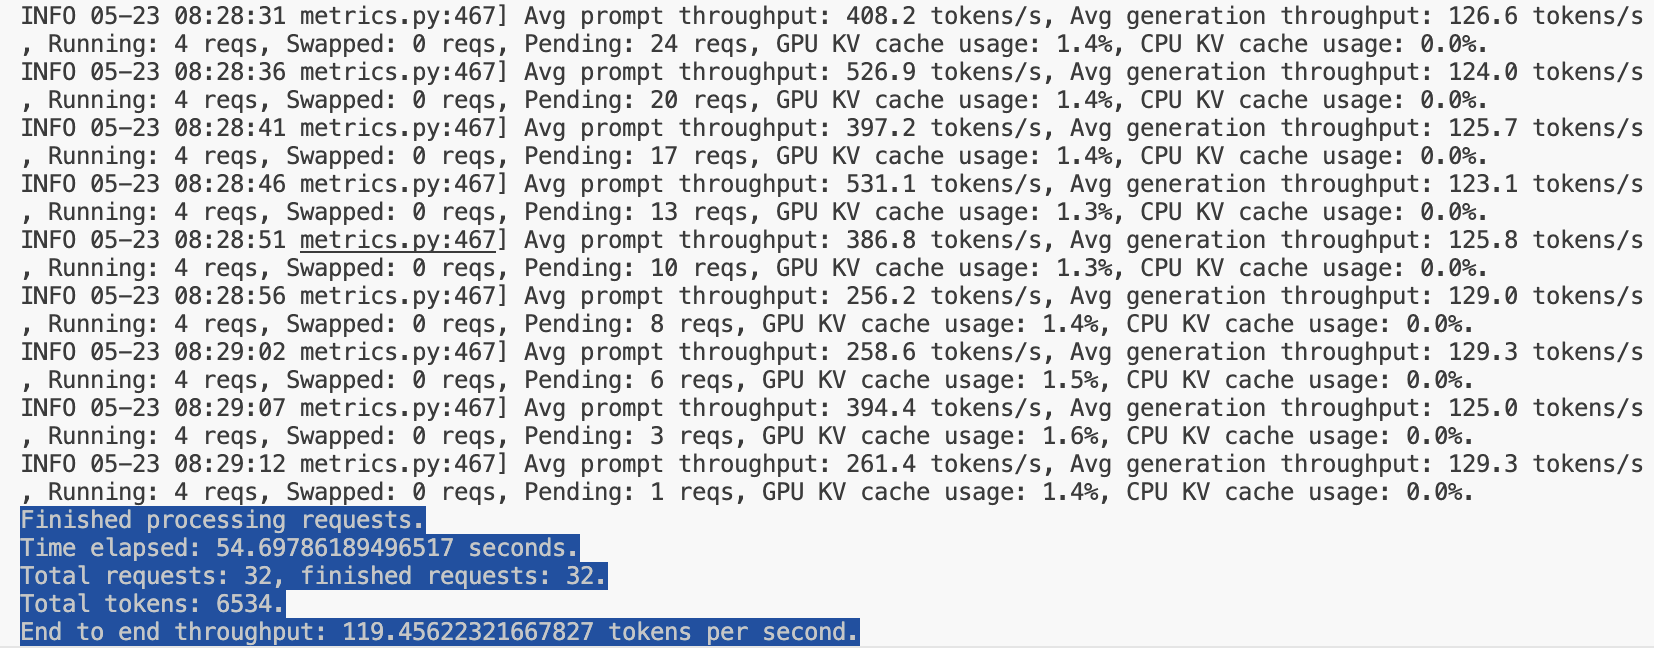 INFO 05-23 08:28:31 metrics.py:467] Avg prompt throughput: 408.2 tokens/s, Avg generation throughput: 126.6 tokens/s
, Running: 4 reqs, Swapped: 0 reqs, Pending: 24 reqs, GPU KV cache usage: 1.4%, CPU KV cache usage: 0.0%.
INFO 05-23 08:28:36 metrics.py:467] Avg prompt throughput: 526.9 tokens/s, Avg generation throughput: 124.0 tokens/s
, Running: 4 reqs, Swapped: 0 reqs, Pending: 20 reqs, GPU KV cache usage: 1.4%, CPU KV cache usage: 0.0%.
INFO 05-23 08:28:41 metrics.py:467] Avg prompt throughput: 397.2 tokens/s, Avg generation throughput: 125.7 tokens/s
, Running: 4 reqs, Swapped: 0 reqs, Pending: 17 reqs, GPU KV cache usage: 1.4%, CPU KV cache usage: 0.0%.
INFO 05-23 08:28:46 metrics.py:467] Avg prompt throughput: 531.1 tokens/s, Avg generation throughput: 123.1 tokens/s
, Running: 4 reqs, Swapped: 0 reqs, Pending: 13 reqs, GPU KV cache usage: 1.3%, CPU KV cache usage: 0.0%.
INFO 05-23 08:28:51 metrics.py:467] Avg prompt throughput: 386.8 tokens/s, Avg generation throughput: 125.8 tokens/s
, Running: 4 reqs, Swapped: 0 reqs, Pending: 10 reqs, GPU KV cache usage: 1.3%, CPU KV cache usage: 0.0%.
INFO 05-23 08:28:56 metrics.py:467] Avg prompt throughput: 256.2 tokens/s, Avg generation throughput: 129.0 tokens/s
, Running: 4 reqs, Swapped: 0 reqs, Pending: 8 reqs, GPU KV cache usage: 1.4%, CPU KV cache usage: 0.0%.
INFO 05-23 08:29:02 metrics.py:467] Avg prompt throughput: 258.6 tokens/s, Avg generation throughput: 129.3 tokens/s
, Running: 4 reqs, Swapped: 0 reqs, Pending: 6 reqs, GPU KV cache usage: 1.5%, CPU KV cache usage: 0.0%.
INFO 05-23 08:29:07 metrics.py:467] Avg prompt throughput: 394.4 tokens/s, Avg generation throughput: 125.0 tokens/s
, Running: 4 reqs, Swapped: 0 reqs, Pending: 3 reqs, GPU KV cache usage: 1.6%, CPU KV cache usage: 0.0%.
INFO 05-23 08:29:12 metrics.py:467] Avg prompt throughput: 261.4 tokens/s, Avg generation throughput: 129.3 tokens/s
, Running: 4 reqs, Swapped: 0 reqs, Pending: 1 reqs, GPU KV cache usage: 1.4%, CPU KV cache usage: 0.0%.
Finished processing requests.
Time elapsed: 54.69786189496517 seconds.
Total requests: 32, finished requests: 32.
Total tokens: 6534.
End to end throughput: 119.45622321667827 tokens per second.